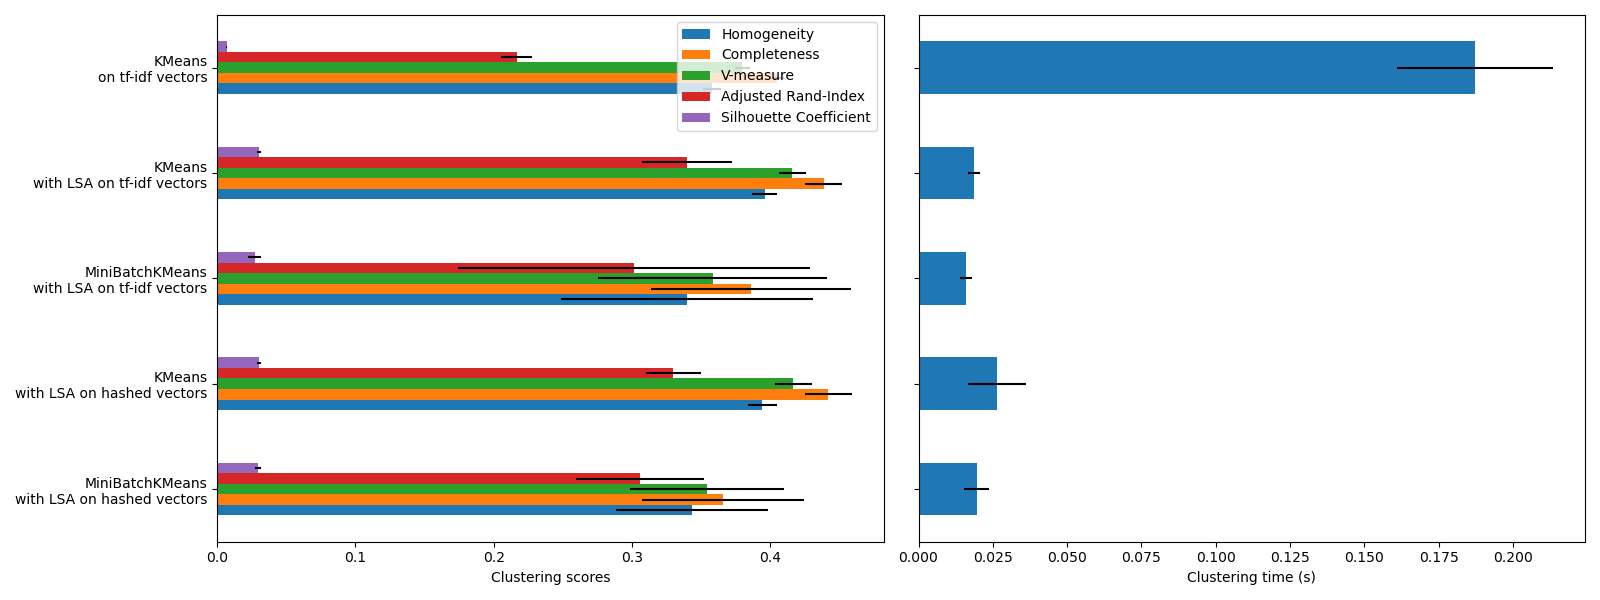 Homogeneity
Completeness
V-measure
Adjusted Rand-Index
Silhouette Coefficient
KMeans
on tf-idf vectors
KMeans
with LSA on tf-idf vectors
MiniBatchKMeans
with LSA on tf-idf vectors
KMeans
with LSA on hashed vectors
MiniBatchKMeans
with LSA on hashed vectors
0.0 0.1 0.2 0.3 0.4
Clustering scores
0.000 0.025 0.050 0.075 0.100 0.125 0.150 0.175 0.200
Clustering time (s)